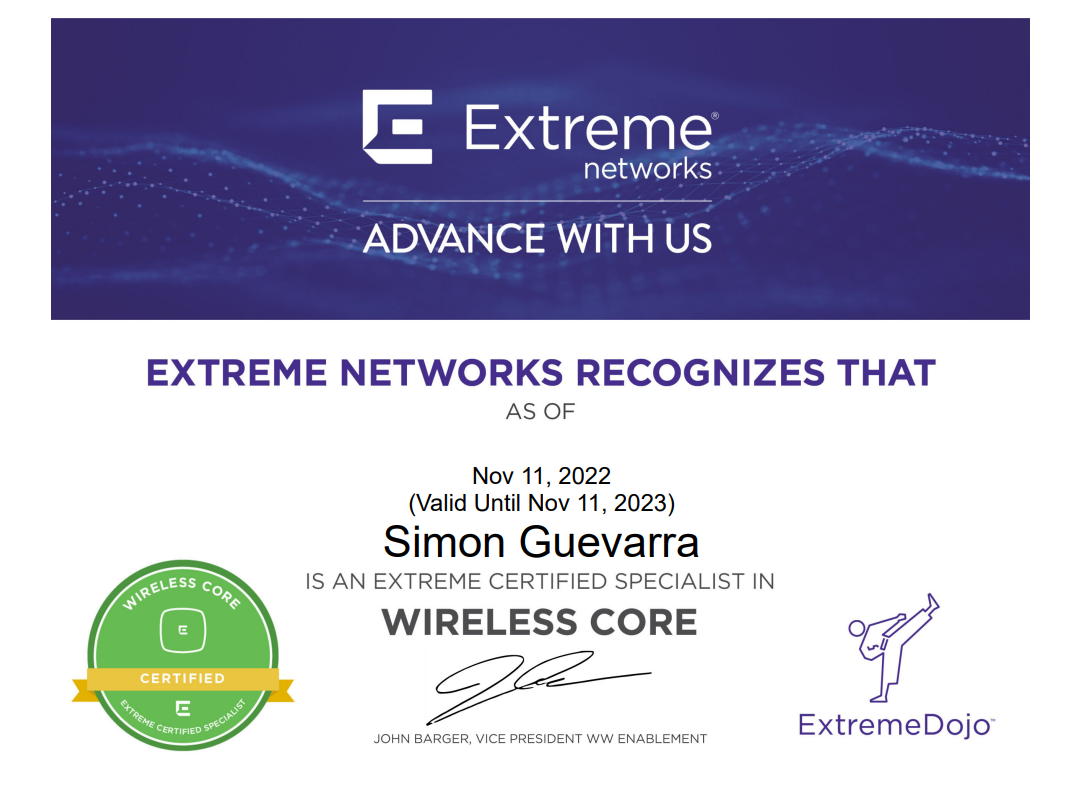 Extreme®
networks
ADVANCE WITH US
EXTREME NETWORKS RECOGNIZES THAT
AS OF
Nov 11, 2022
(Valid Until Nov 11, 2023)
Simon Guevarra
IS AN EXTREME CERTIFIED SPECIALIST IN
WIRELESS CORE
WIRELESS CORE
CERTIFIED
EXTREME CERTIFIED SPECIALIST
JOHN BARGER, VICE PRESIDENT WW ENABLEMENT
ExtremeDojo™